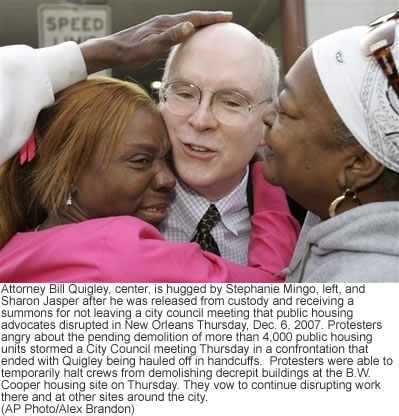 SPEED
LIMIT
Attorney Bill Quigley, center, is hugged by Stephanie Mingo, left, and
Sharon Jasper after he was released from custody and receiving a
summons for not leaving a city council meeting that public housing
advocates disrupted in New Orleans Thursday, Dec. 6, 2007. Protesters
angry about the pending demolition of more than 4,000 public housing
units stormed a City Council meeting Thursday in a confrontation that
ended with Quigley being hauled off in handcuffs.  Protesters were able to
temporarily halt crews from demolishing decrepit buildings at the B.W.
Cooper housing site on Thursday. They vow to continue disrupting work
there and at other sites around the city.
(AP Photo/Alex Brandon)